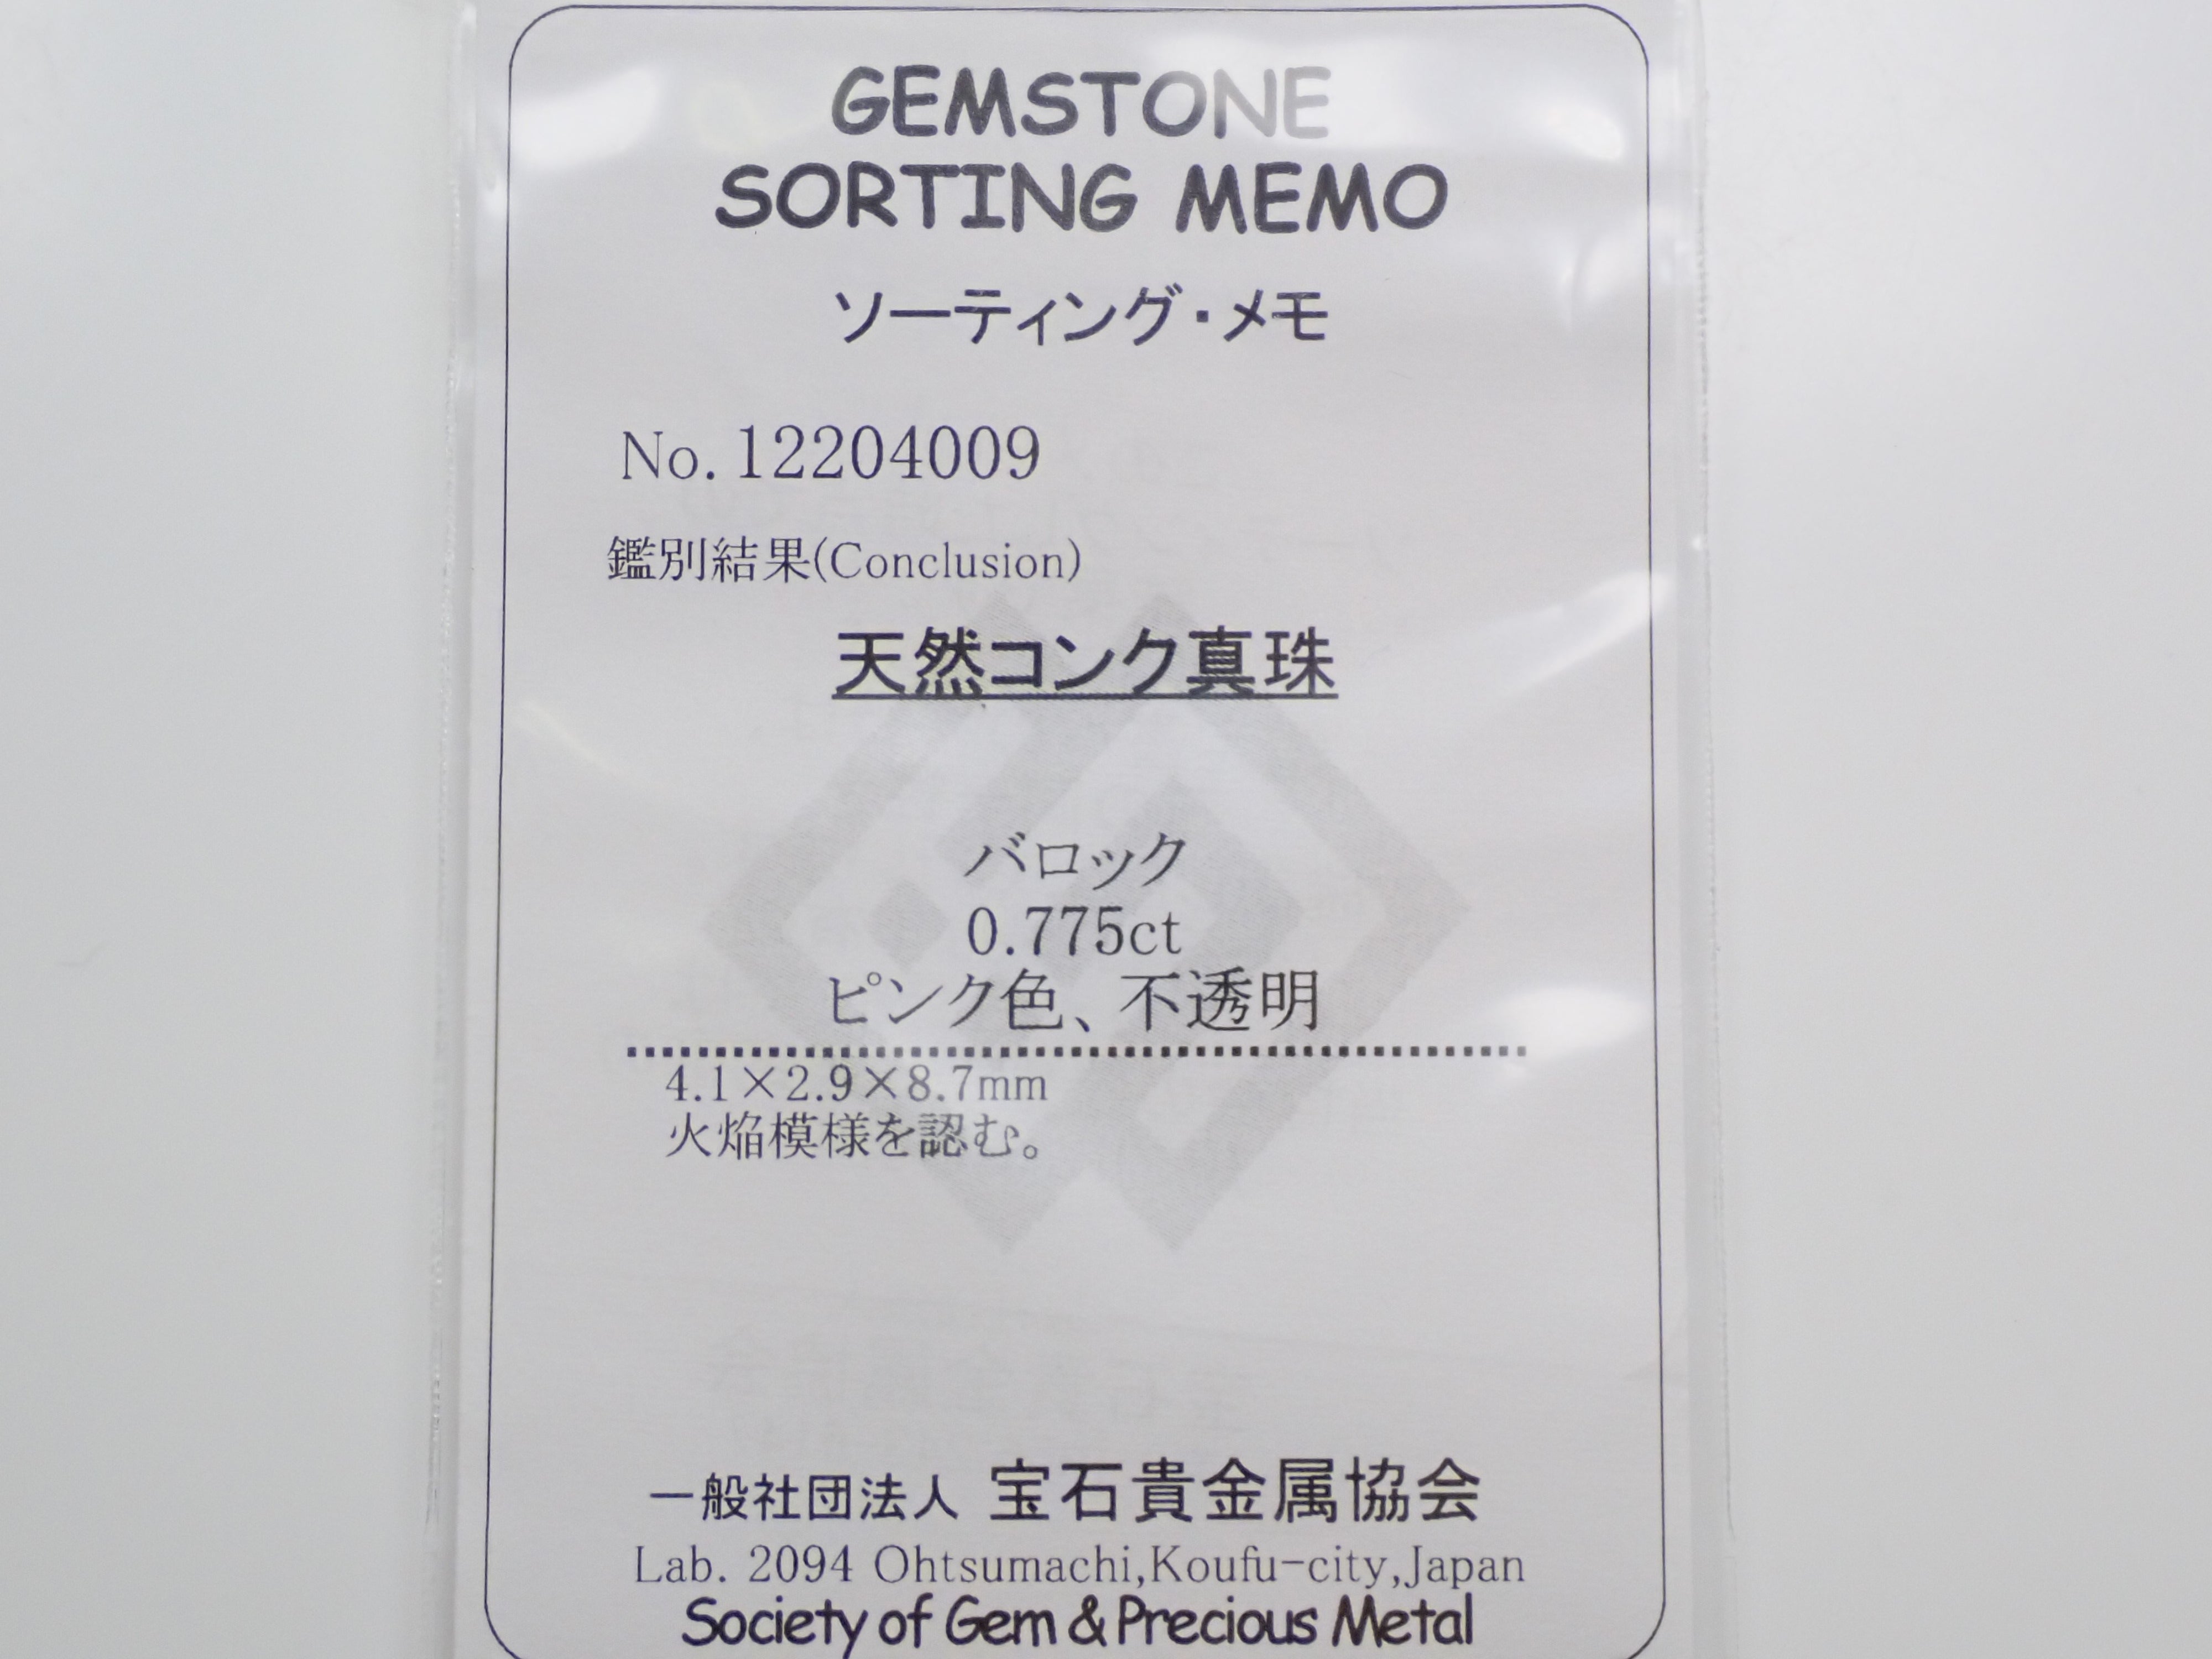 GEMSTONE
SORTING MEMO
ソーティング・メモ
No. 12204009
鑑別結果(Conclusion)
天然コンク真珠
バロック
0.775ct
ピンク色、不透明
4.1×2.9×8.7mm
火焔模様を認む。
一般社団法人 宝石貴金属協会
Lab. 2094 Ohtsumachi,Koufu-city,Japan
Society of Gem & Precious Metal